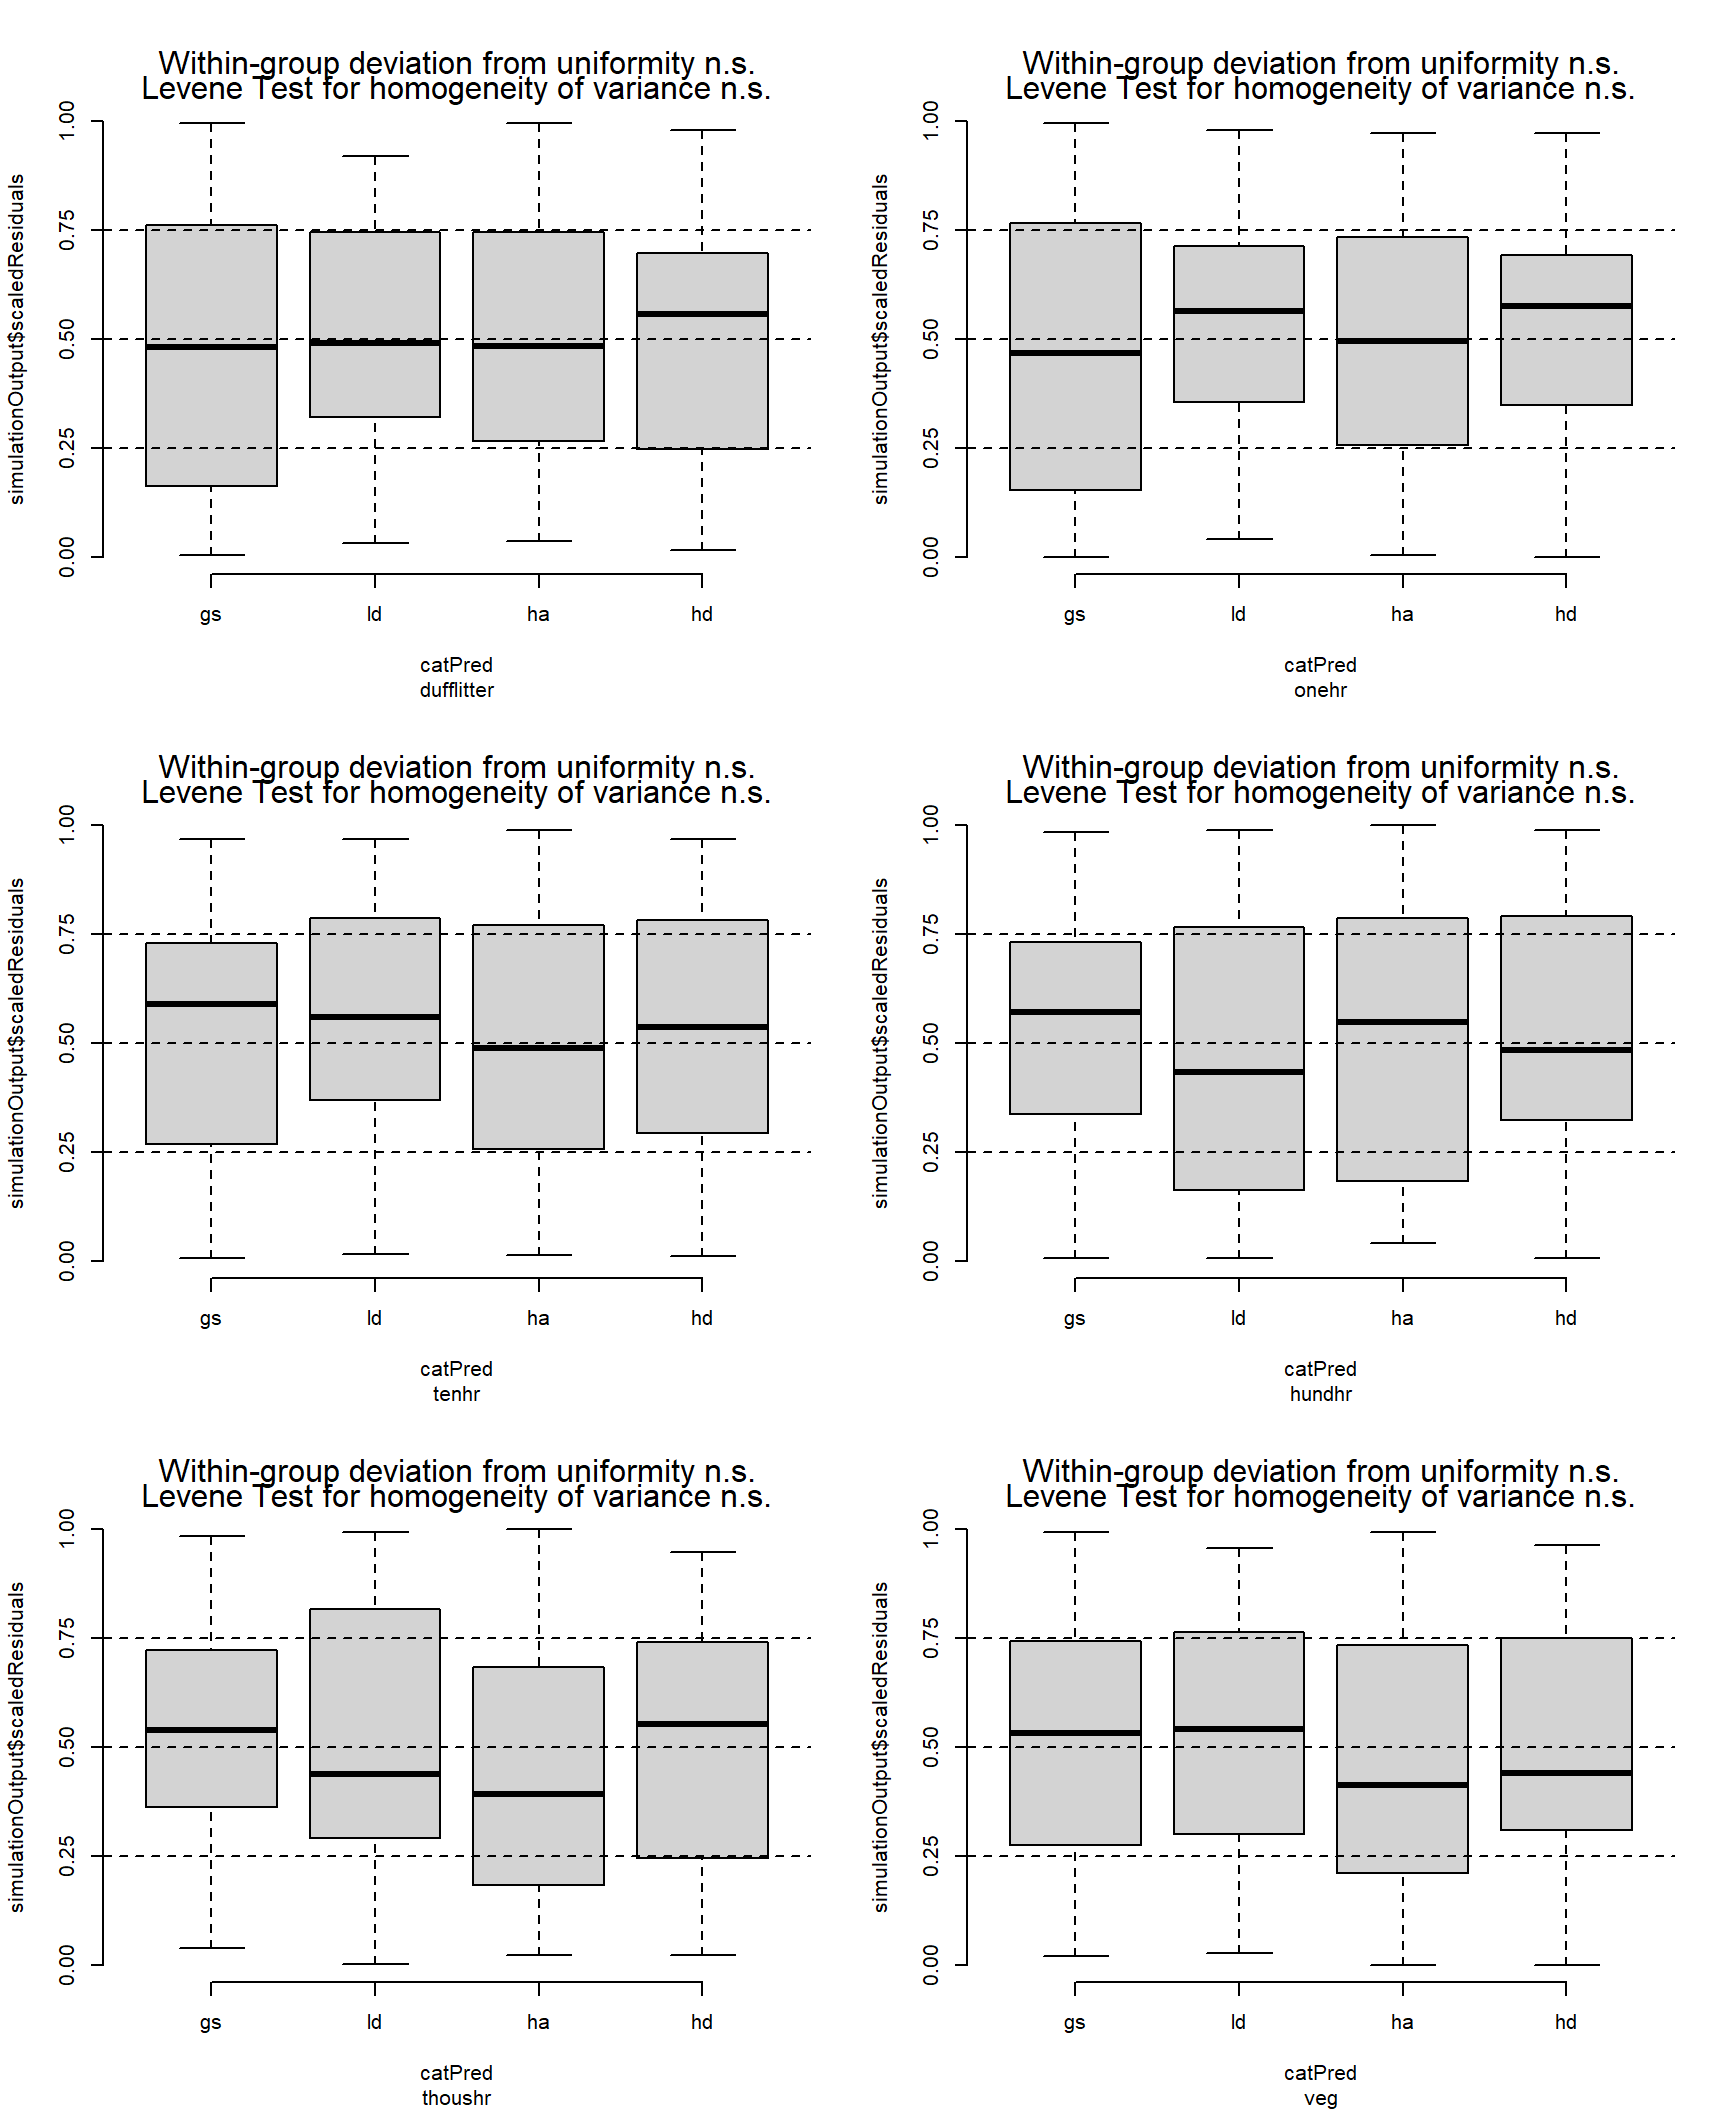 Within-group deviation from uniformity n.s.
Levene Test for homogeneity of variance n.s.
simulationOutput$scaledResiduals
1.00
0.75
0.50
0.25
0.00
gs ld ha hd
catPred
dufflitter
Within-group deviation from uniformity n.s.
Levene Test for homogeneity of variance n.s.
simulationOutput$scaledResiduals
1.00
0.75
0.50
0.25
0.00
gs ld ha hd
catPred
onehr
Within-group deviation from uniformity n.s.
Levene Test for homogeneity of variance n.s.
simulationOutput$scaledResiduals
1.00
0.75
0.50
0.25
0.00
gs ld ha hd
catPred
tenhr
Within-group deviation from uniformity n.s.
Levene Test for homogeneity of variance n.s.
simulationOutput$scaledResiduals
1.00
0.75
0.50
0.25
0.00
gs ld ha hd
catPred
hundhr
Within-group deviation from uniformity n.s.
Levene Test for homogeneity of variance n.s.
simulationOutput$scaledResiduals
1.00
0.75
0.50
0.25
0.00
gs ld ha hd
catPred
thoushr
Within-group deviation from uniformity n.s.
Levene Test for homogeneity of variance n.s.
simulationOutput$scaledResiduals
1.00
0.75
0.50
0.25
0.00
gs ld ha hd
catPred
veg